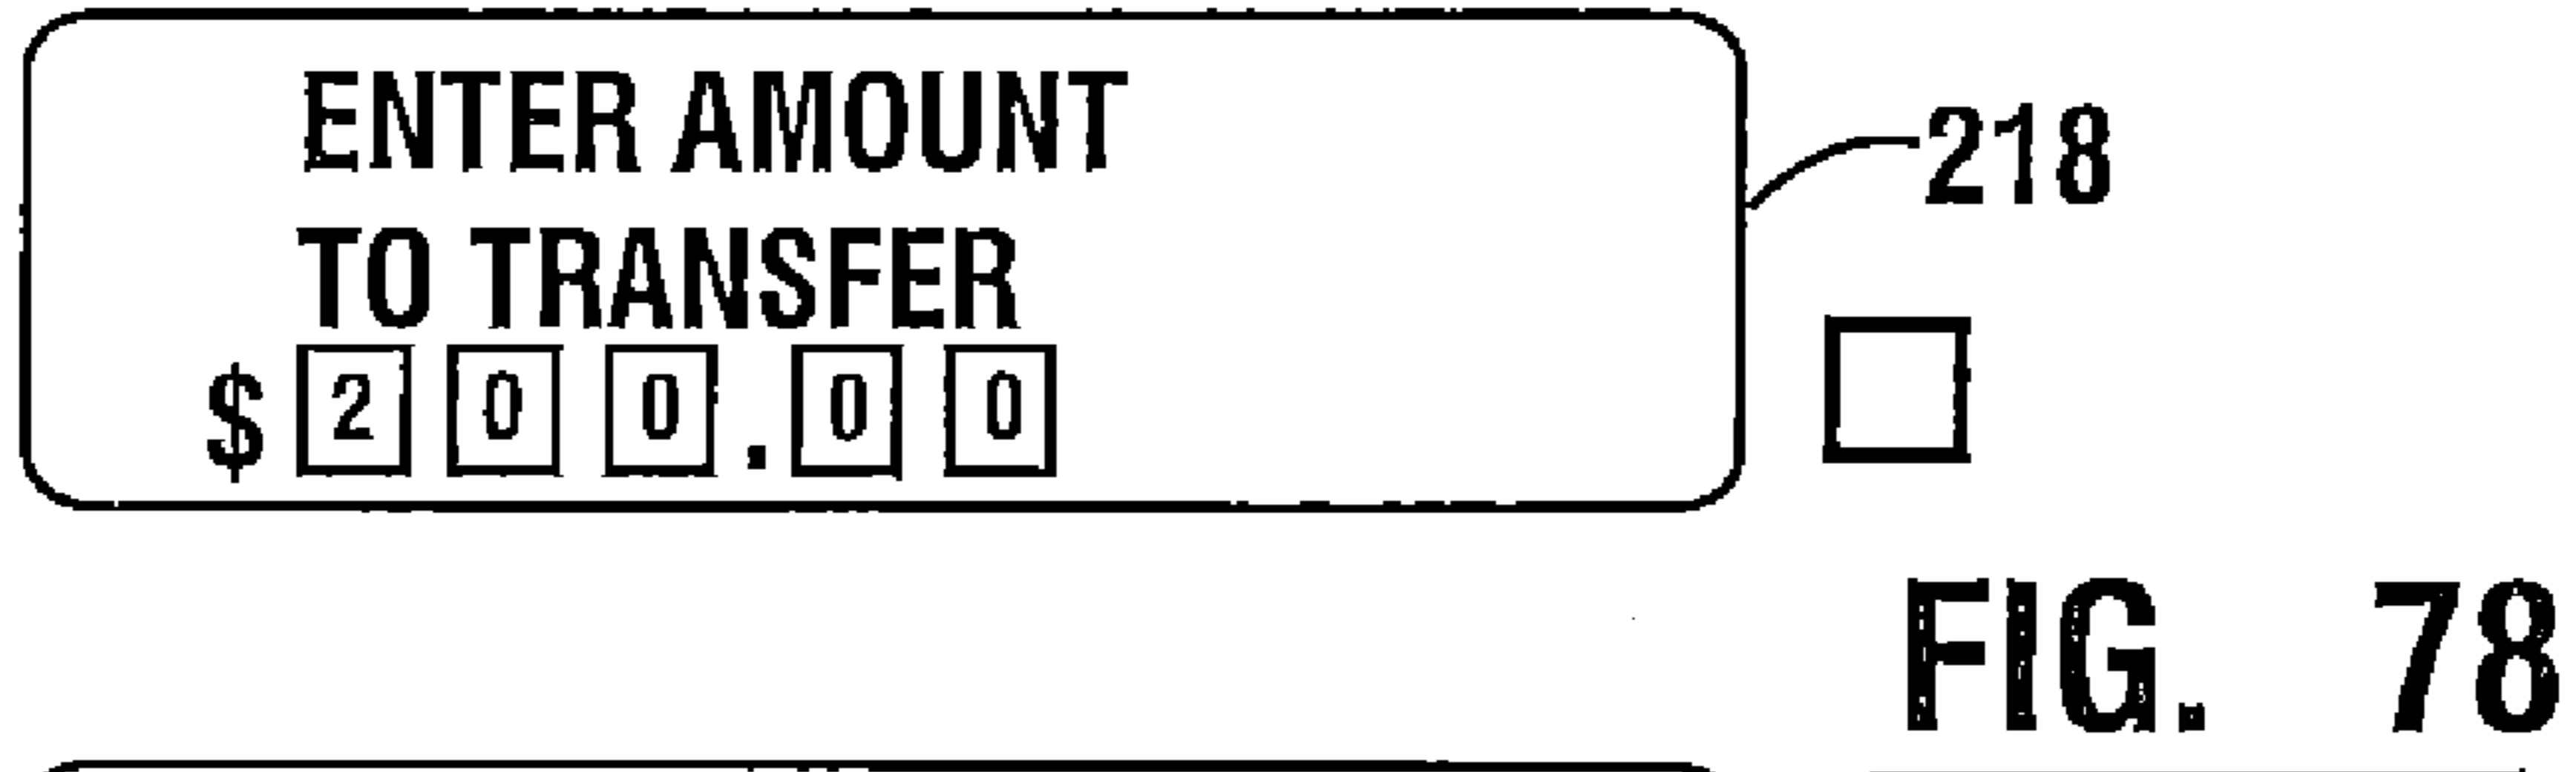 ENTER AMOUNT
TO TRANSFER
$ 2 0 0 . 0 0
218
FIG. 78